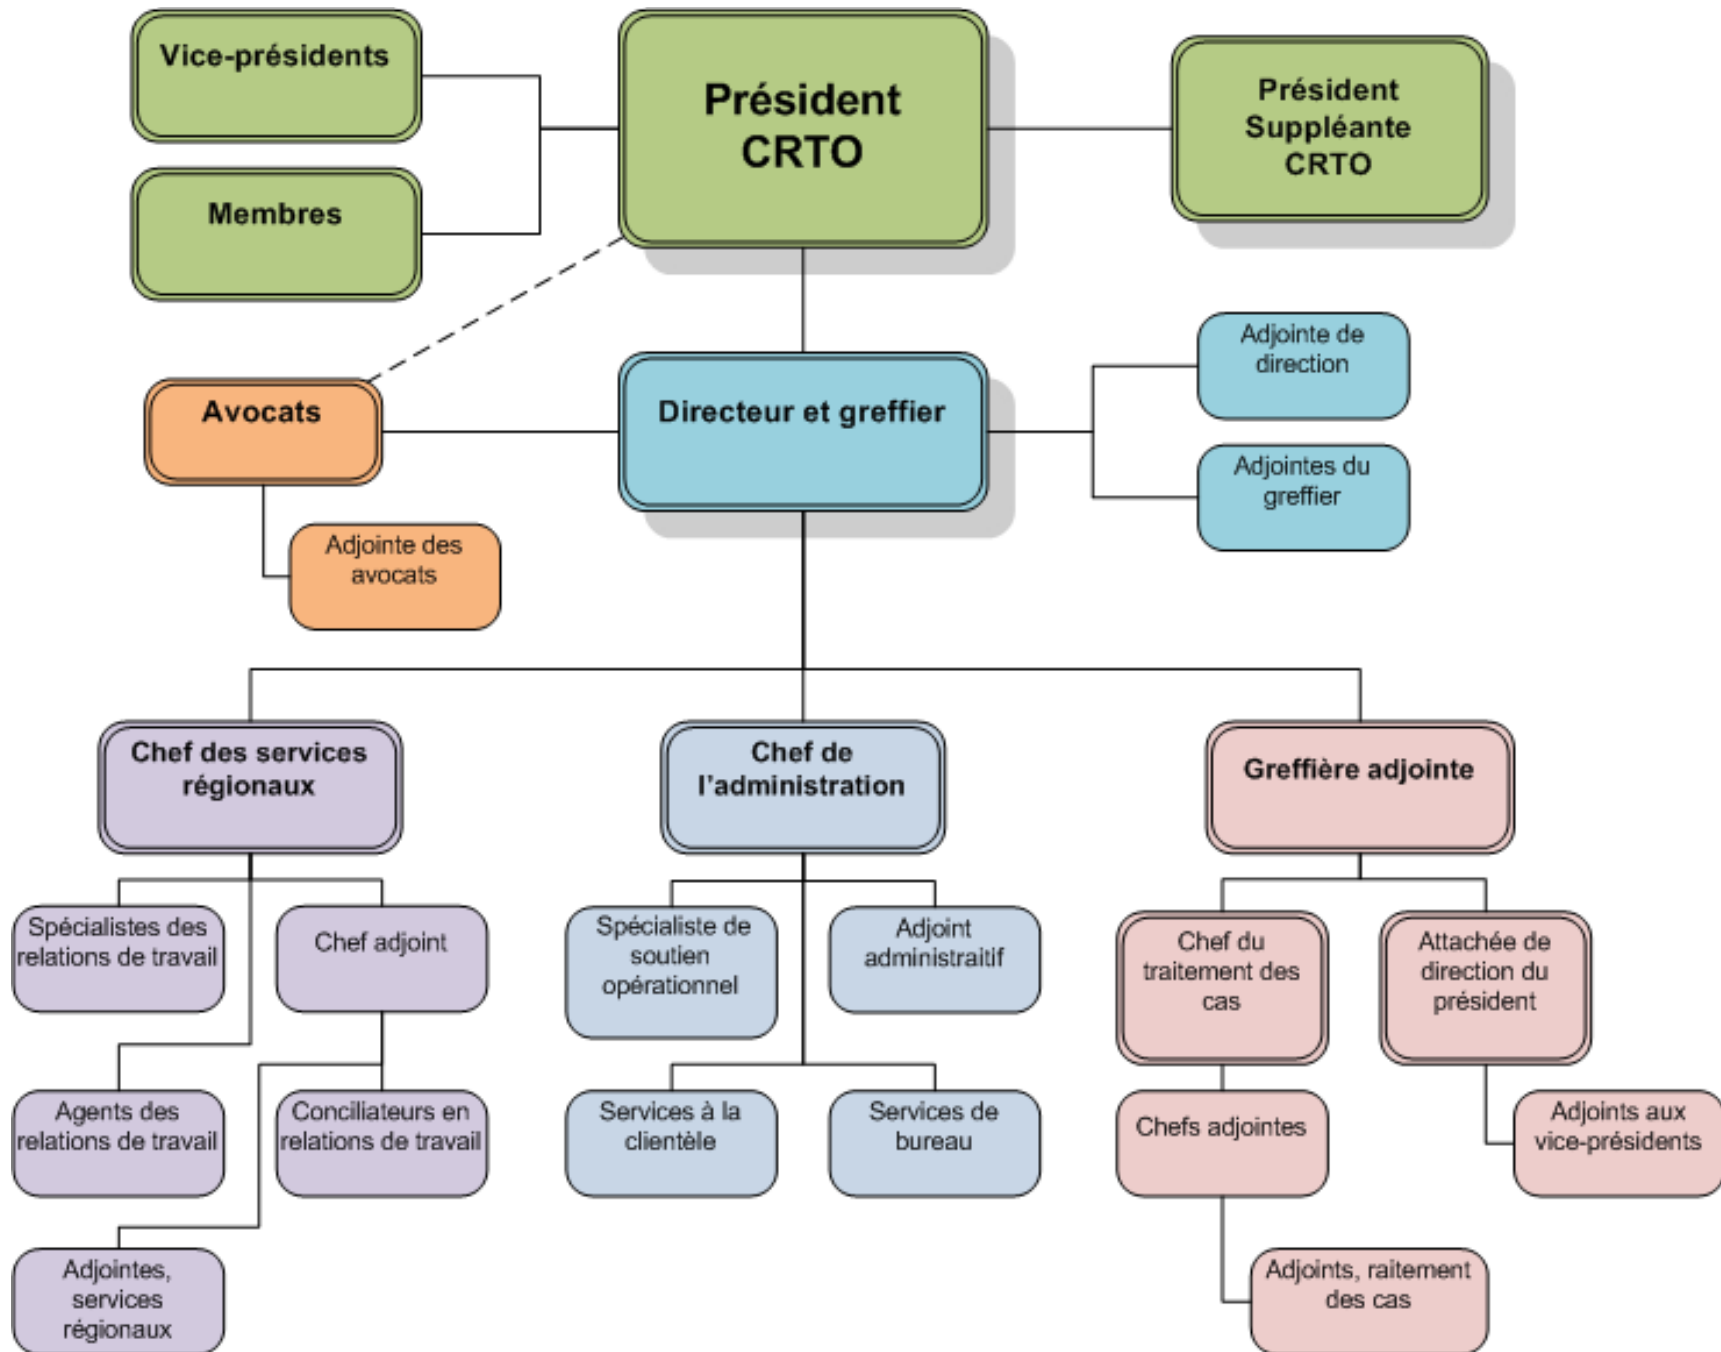 Vice-présidents
Président
CRTO
Président
Suppléante
CRTO
Membres
Adjointe de
direction
Avocats
Directeur et greffier
Adjointes du
greffier
Adjointe des
avocats
Chef des services
régionaux
Chef de
l'administration
Greffière adjointe
Spécialistes des
relations de travail
Chef adjoint
Spécialiste de
soutien
opérationnel
Adjoint
administraitif
Chef du
traitement des
cas
Attachée de
direction du
président
Agents des
relations de travail
Conciliateurs en
relations de travail
Services à la
clientèle
Services de
bureau
Chefs adjointes
Adjoints aux
vice-présidents
Adjointes,
services
régionaux
Adjoints, raitement
des cas